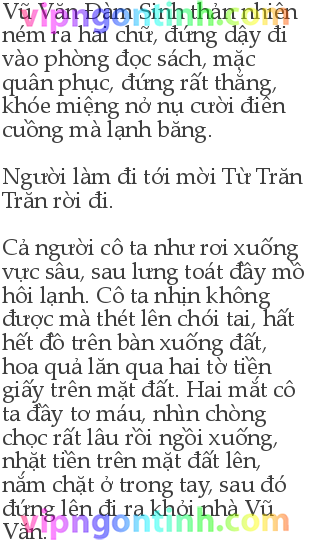 Vũ Văn Đàm Sinh thản nhiên
ném ra hai chữ, đứng dậy đi
vào phòng đọc sách, mặc
quân phục, đứng rất thẳng,
khóe miệng nở nụ cười điên
cuồng mà lạnh băng.
Người làm đi tới mời Từ Trăn
Trăn rời đi.
Cả người cô ta như rơi xuống
vực sâu, sau lưng toát đầy mồ
hôi lạnh. Cô ta nhịn không
được mà thét lên chói tai, hất
hết đồ trên bàn xuống đất,
hoa quả lăn qua hai tờ tiền
giấy trên mặt đất. Hai mắt cô
ta đầy tơ máu, nhìn chòng
chọc rất lâu rồi ngồi xuống,
nhặt tiền trên mặt đất lên,
nắm chặt ở trong tay, sau đó
đứng lên đi ra khỏi nhà Vũ
Văn.
vipngontinh.com
vipngontinh.com